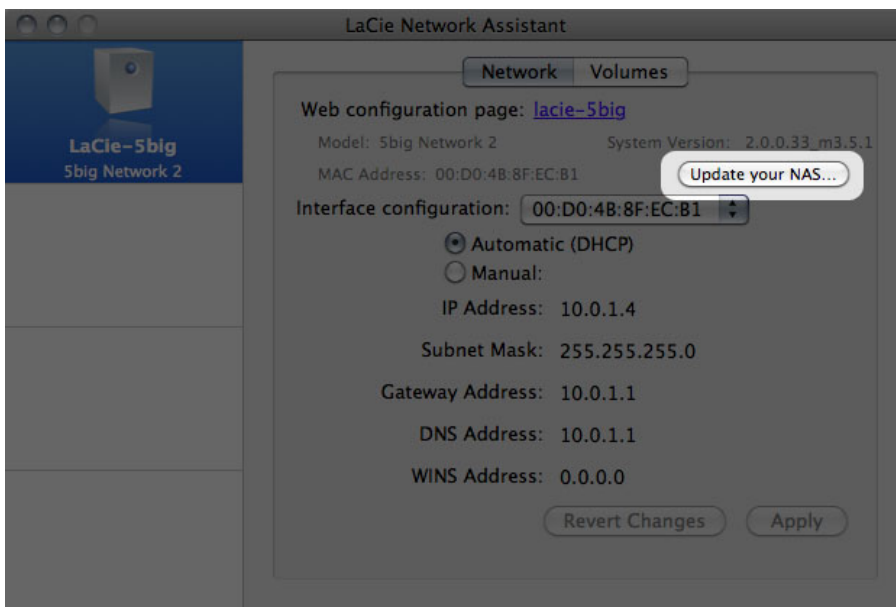 LaCie Network Assistant
LaCie-5big
5big Network 2
Network Volumes
Web configuration page: lacie-5big
Model: 5big Network 2 System Version: 2.0.0.33_m3.5.1
MAC Address: 00:D0:4B:8F:EC:B1 Update your NAS...
Interface configuration: 00:D0:4B:8F:EC:B1
Automatic (DHCP)
Manual:
IP Address: 10.0.1.4
Subnet Mask: 255.255.255.0
Gateway Address: 10.0.1.1
DNS Address: 10.0.1.1
WINS Address: 0.0.0.0
Revert Changes Apply